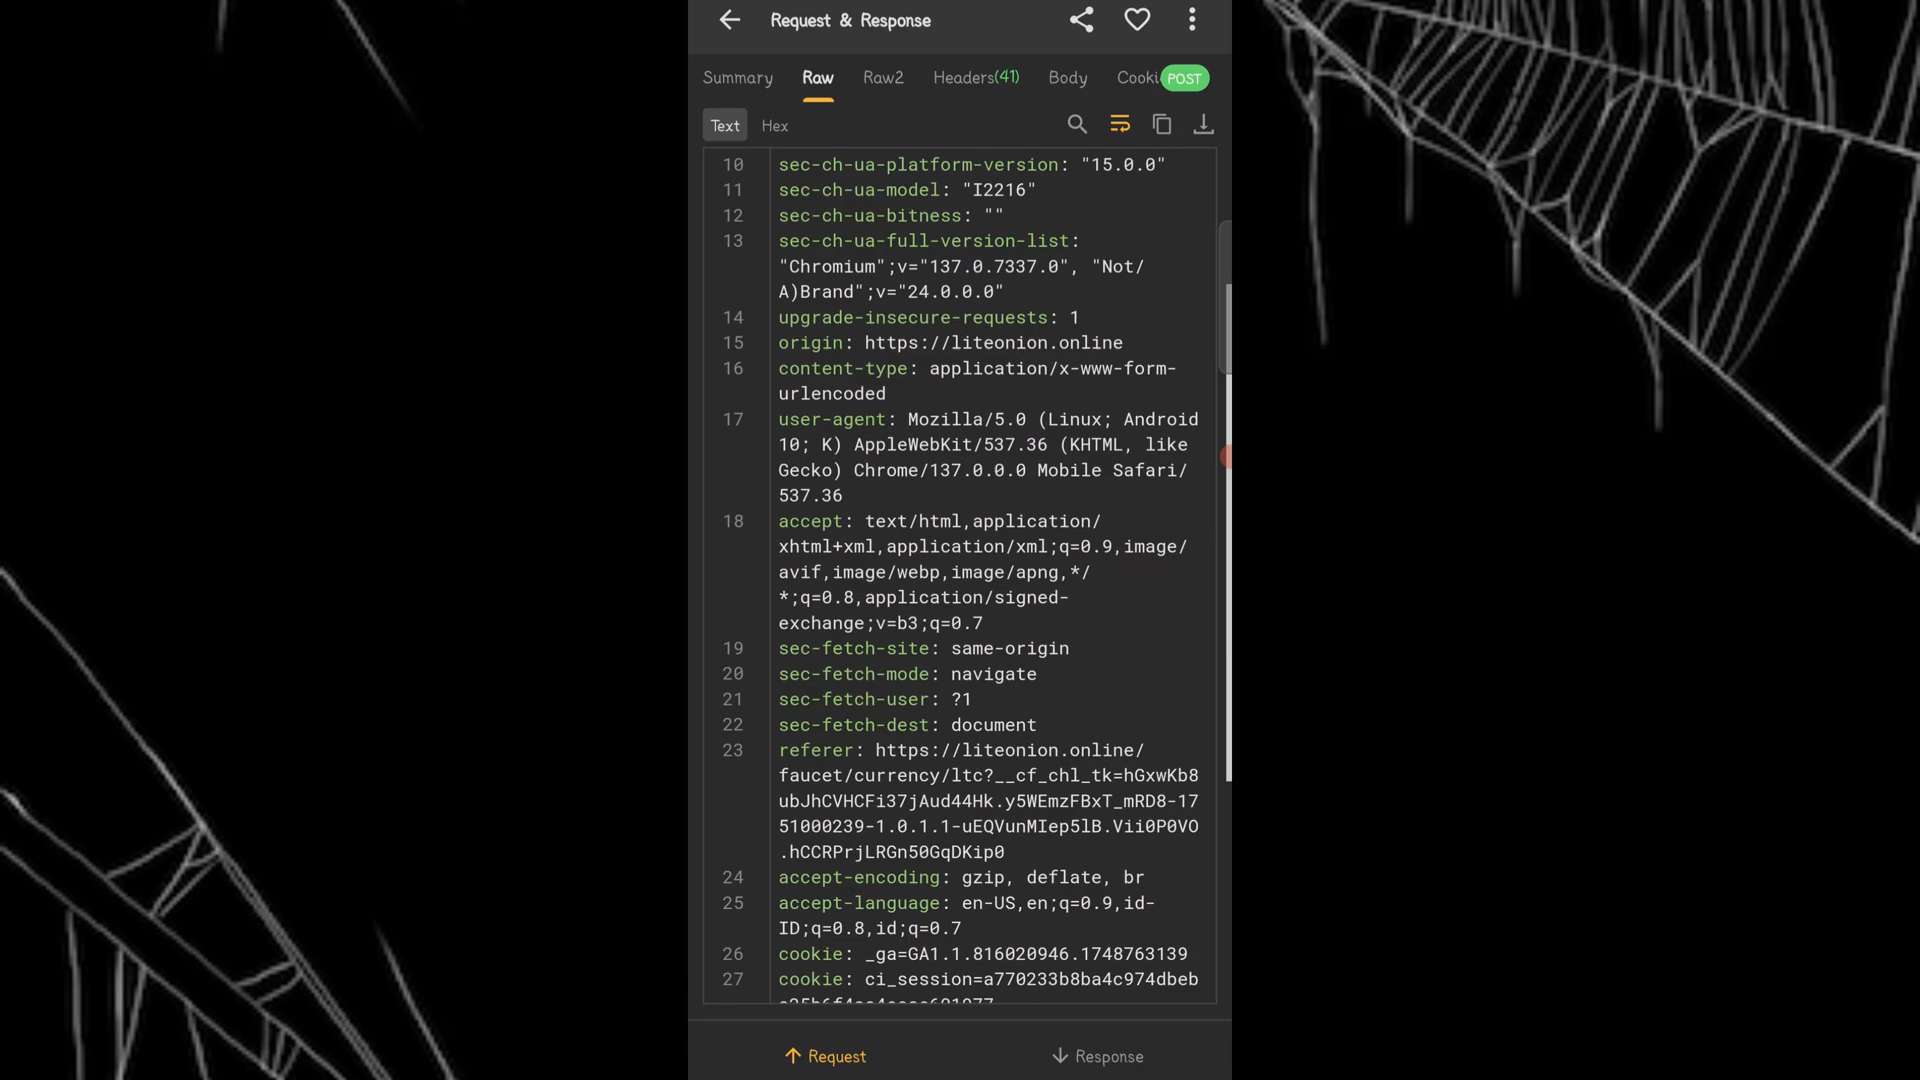 Request & Response
Summary Raw Raw2 Headers(41) Body Cooki POST
Text Hex
10 sec-ch-ua-platform-version: "15.0.0"
11 sec-ch-ua-model: "I2216"
12 sec-ch-ua-bitness: ""
13 sec-ch-ua-full-version-list:
"Chromium";v="137.0.7337.0", "Not/
A)Brand";v="24.0.0.0"
14 upgrade-insecure-requests: 1
15 origin: https://liteonion.online
16 content-type: application/x-www-form-
urlencoded
17 user-agent: Mozilla/5.0 (Linux; Android
10; K) AppleWebKit/537.36 (KHTML, like
Gecko) Chrome/137.0.0.0 Mobile Safari/
537.36
18 accept: text/html,application/
xhtml+xml,application/xml;q=0.9,image/
avif,image/webp,image/apng,*/
*;q=0.8,application/signed-
exchange;v=b3;q=0.7
19 sec-fetch-site: same-origin
20 sec-fetch-mode: navigate
21 sec-fetch-user: ?1
22 sec-fetch-dest: document
23 referer: https://liteonion.online/
faucet/currency/ltc?__cf_chl_tk=hGxwKb8
ubJhCVHCFi37jAud44Hk.y5WEmzFBxT_mRD8-17
51000239-1.0.1.1-uEQVunMIep5lB.Vii0P0VO
.hCCRPrjLRGn50GqDKip0
24 accept-encoding: gzip, deflate, br
25 accept-language: en-US,en;q=0.9,id-
ID;q=0.8,id;q=0.7
26 cookie: _ga=GA1.1.816020946.1748763139
27 cookie: ci_session=a770233b8ba4c974dbeb
Request Response